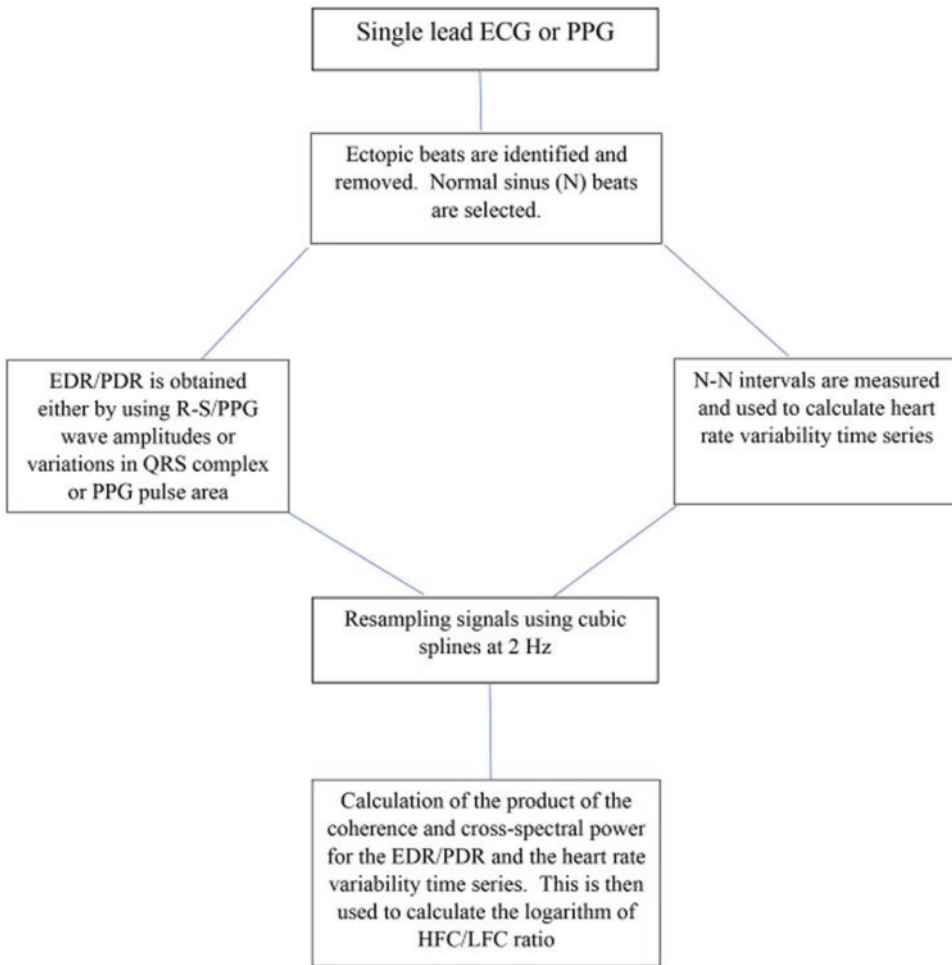 Single lead ECG or PPG
Ectopic beats are identified and
removed. Normal sinus (N) beats
are selected.
EDR/PDR is obtained
either by using R-S/PPG
wave amplitudes or
variations in QRS complex
or PPG pulse area
N-N intervals are measured
and used to calculate heart
rate variability time series
Resampling signals using cubic
splines at 2 Hz
Calculation of the product of the
coherence and cross-spectral power
for the EDR/PDR and the heart rate
variability time series. This is then
used to calculate the logarithm of
HFC/LFC ratio